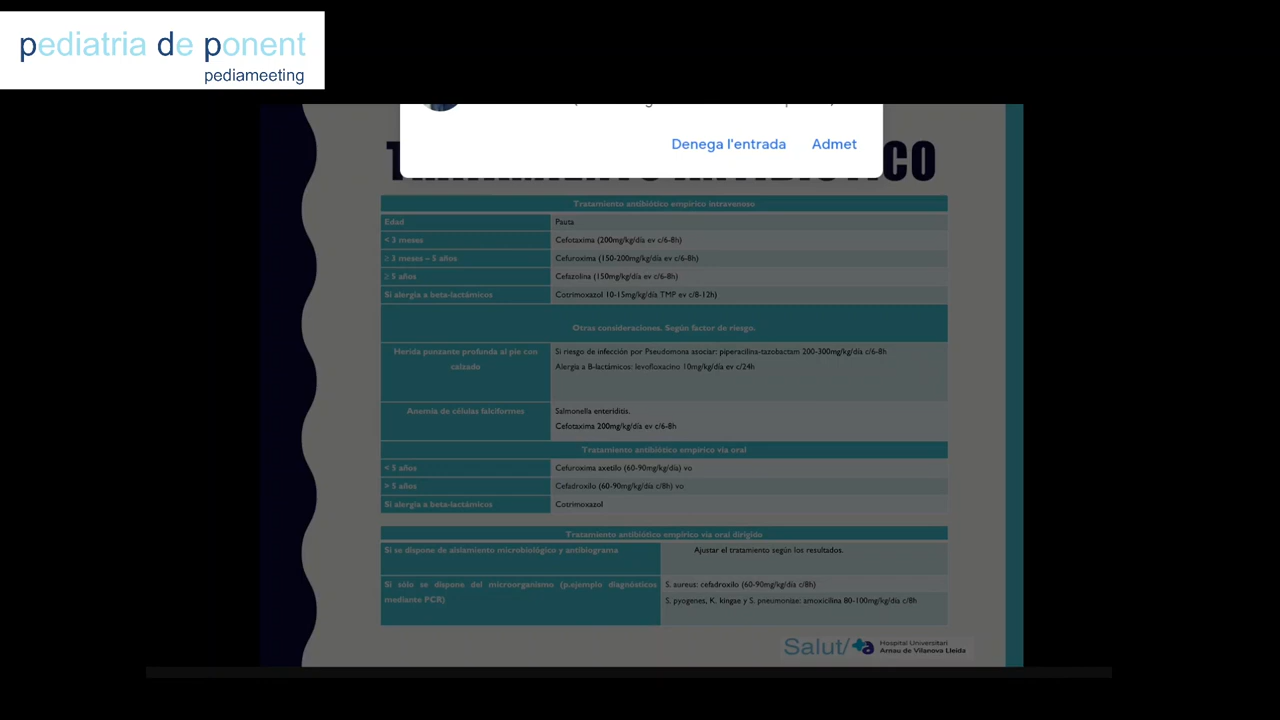 pediatria de ponent
pediameeting
Denega l'entrada Admet
Tratamiento antibiótico empírico intravenoso
Edad Pauta
< 3 meses Cefotaxima (200mg/kg/día ev c/6-8h)
≥ 3 meses – 5 años Cefuroxima (150-200mg/kg/día ev c/6-8h)
≥ 5 años Cefazolina (150mg/kg/día ev c/6-8h)
Si alergia a beta-lactámicos Cotrimoxazol 10-15mg/kg/día TMP ev c/8-12h)
Otras consideraciones. Según factor de riesgo.
Herida punzante profunda al pie con Si riesgo de infección por Pseudomona asociar: piperacilina-tazobactam 200-300mg/kg/día c/6-8h
calzado Alergia a B-lactámicos: levofloxacino 10mg/kg/día ev c/24h
Anemia de células falciformes Salmonella enteriditis.
Cefotaxima 200mg/kg/día ev c/6-8h
Tratamiento antibiótico empírico vía oral
< 5 años Cefuroxima axetilo (60-90mg/kg/día) vo
> 5 años Cefadroxilo (60-90mg/kg/día c/8h) vo
Si alergia a beta-lactámicos Cotrimoxazol
Tratamiento antibiótico empírico vía oral dirigido
Si se dispone de aislamiento microbiológico y antibiograma Ajustar el tratamiento según los resultados.
Si sólo se dispone del microorganismo (p.ejemplo diagnósticos S. aureus: cefadroxilo (60-90mg/kg/día c/8h)
mediante PCR) S. pyogenes, K. kingae y S. pneumoniae: amoxicilina 80-100mg/kg/día c/8h
Salut/ Hospital Universitari
Arnau de Vilanova Lleida